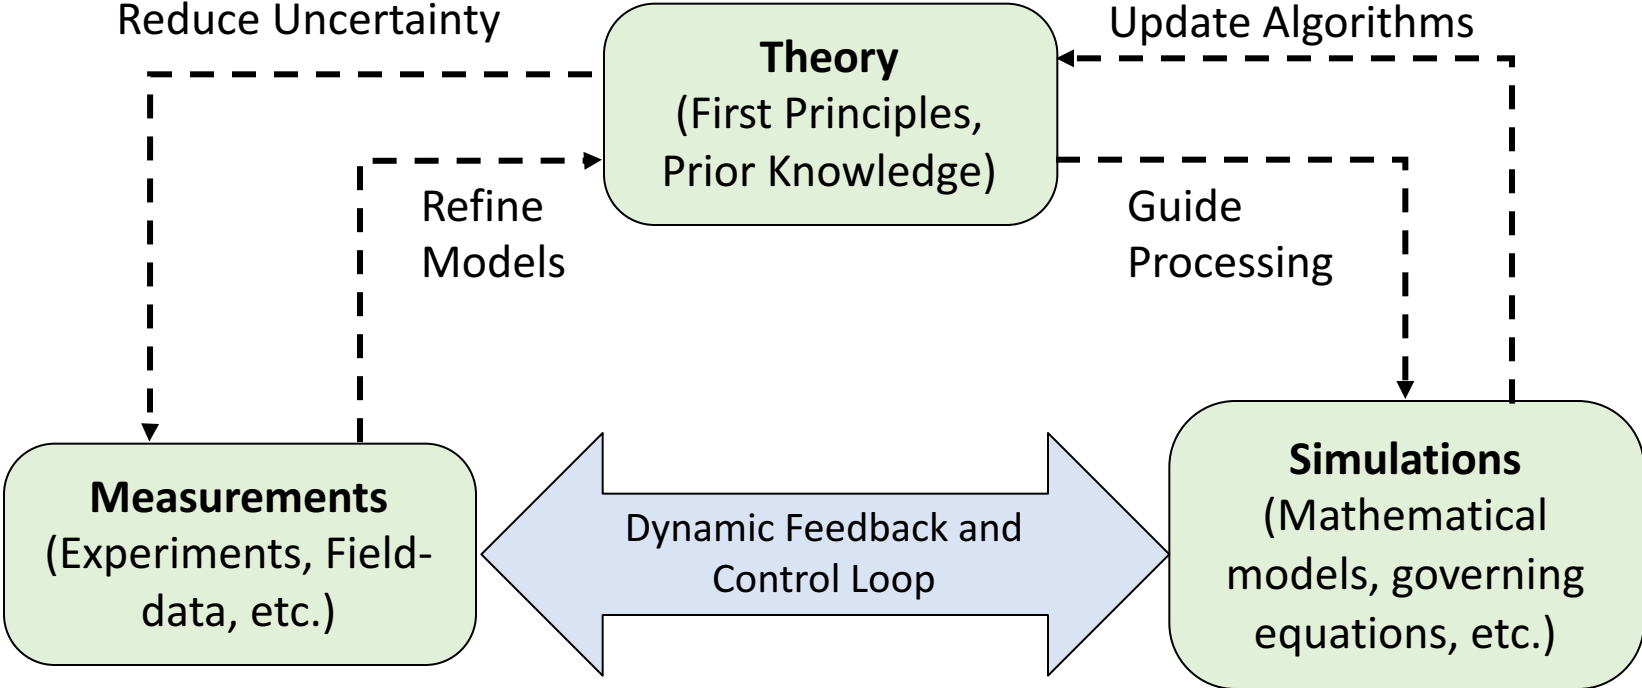 Reduce Uncertainty
Update Algorithms
Theory
(First Principles,
Prior Knowledge)
Refine
Models
Guide
Processing
Measurements
(Experiments, Field-
data, etc.)
Dynamic Feedback and
Control Loop
Simulations
(Mathematical
models, governing
equations, etc.)